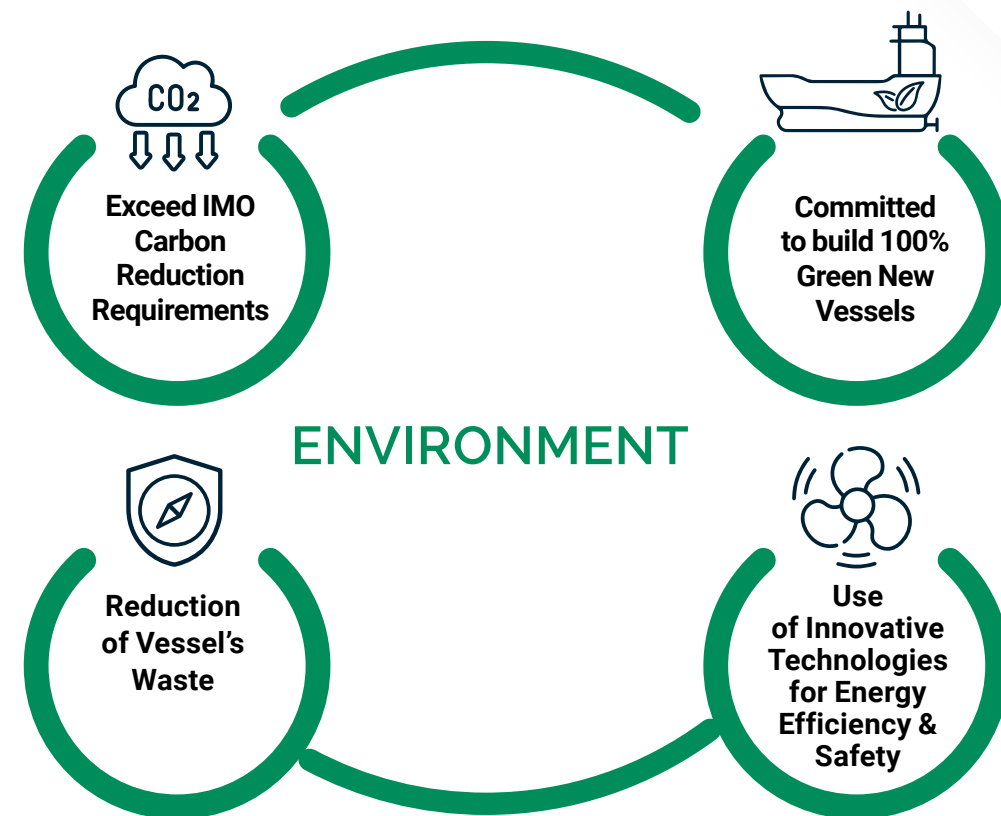 CO2
Exceed IMO
Carbon
Reduction
Requirements
Committed
to build 100%
Green New
Vessels
ENVIRONMENT
Reduction
of Vessel’s
Waste
Use
of Innovative
Technologies
for Energy
Efficiency &
Safety